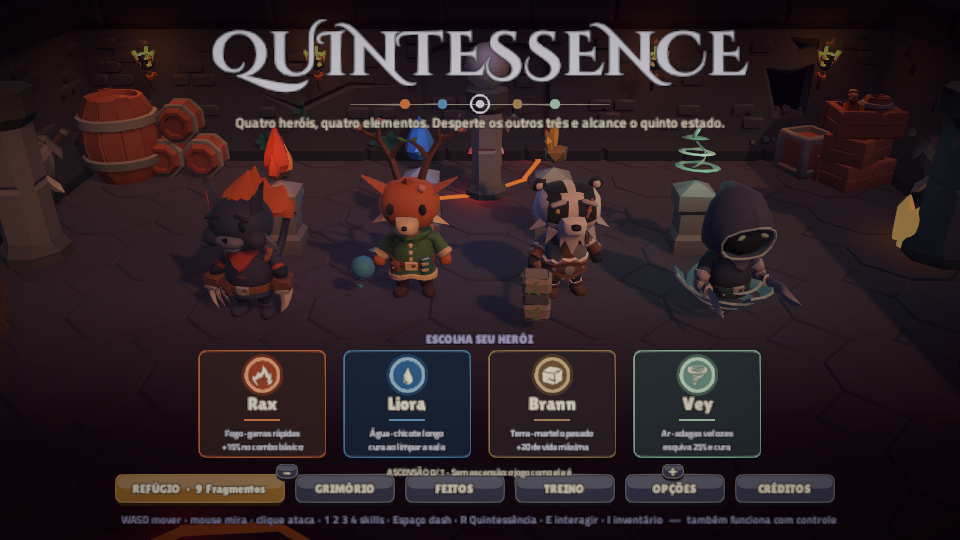 QUINTESSENCE
Quatro heróis, quatro elementos. Desperte os outros três e alcance o quinto estado.
ESCOLHA SEU HERÓI
Rax
Fogo · garras rápidas
+15% no combo básico
Liora
Água · chicote longo
cura ao limpar a sala
Brann
Terra · martelo pesado
+20 de vida máxima
Vey
Ar · adagas velozes
esquiva 25% e cura
ASCENSÃO 0/1 · Sem ascensão: o jogo como ele é
- +
REFÚGIO · 9 Fragmentos
GRIMÓRIO
FEITOS
TREINO
OPÇÕES
CRÉDITOS
WASD mover · mouse mira · clique ataca · 1 2 3 4 skills · Espaço dash · R Quintessência · E interagir · I inventário — também funciona com controle